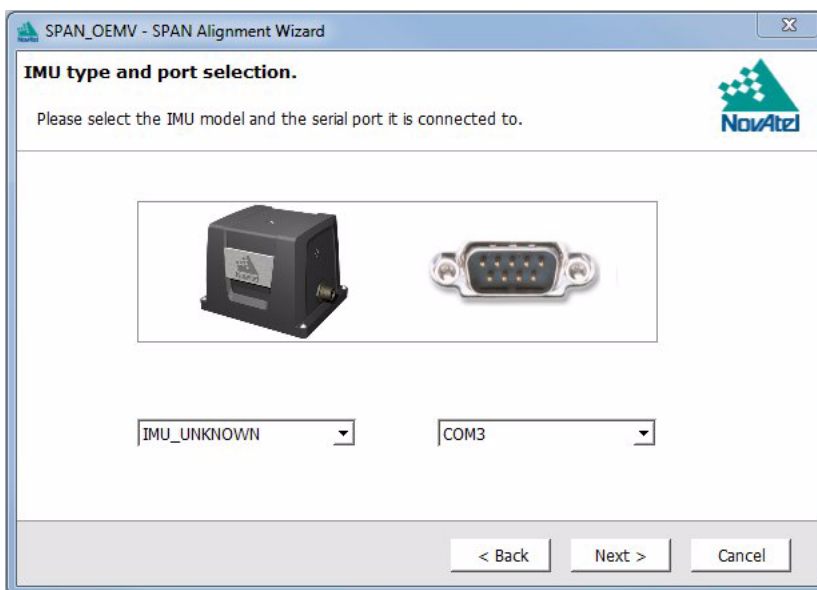 SPAN_OEMV - SPAN Alignment Wizard
IMU type and port selection.
Please select the IMU model and the serial port it is connected to.
NovAtel
NovAtel
IMU_UNKNOWN
COM3
< Back
Next >
Cancel